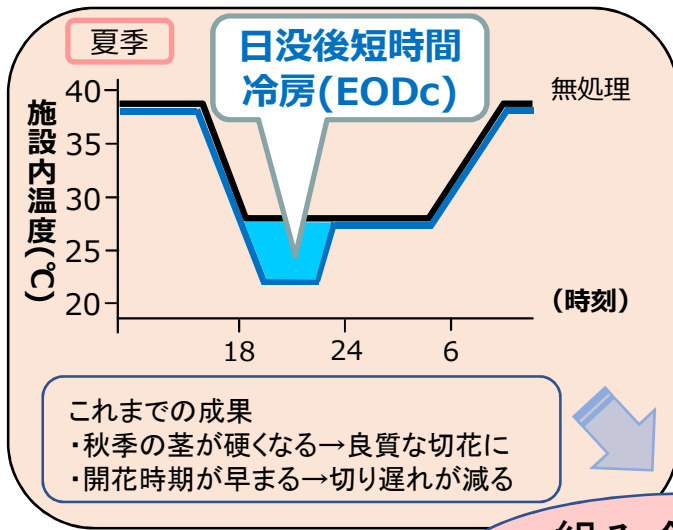 夏季
日没後短時間
冷房(EODc)
無処理
施設内温度(℃)
40
35
30
25
20
(時刻)
18 24 6
これまでの成果
・秋季の茎が硬くなる→良質な切花に
・開花時期が早まる→切り遅れが減る